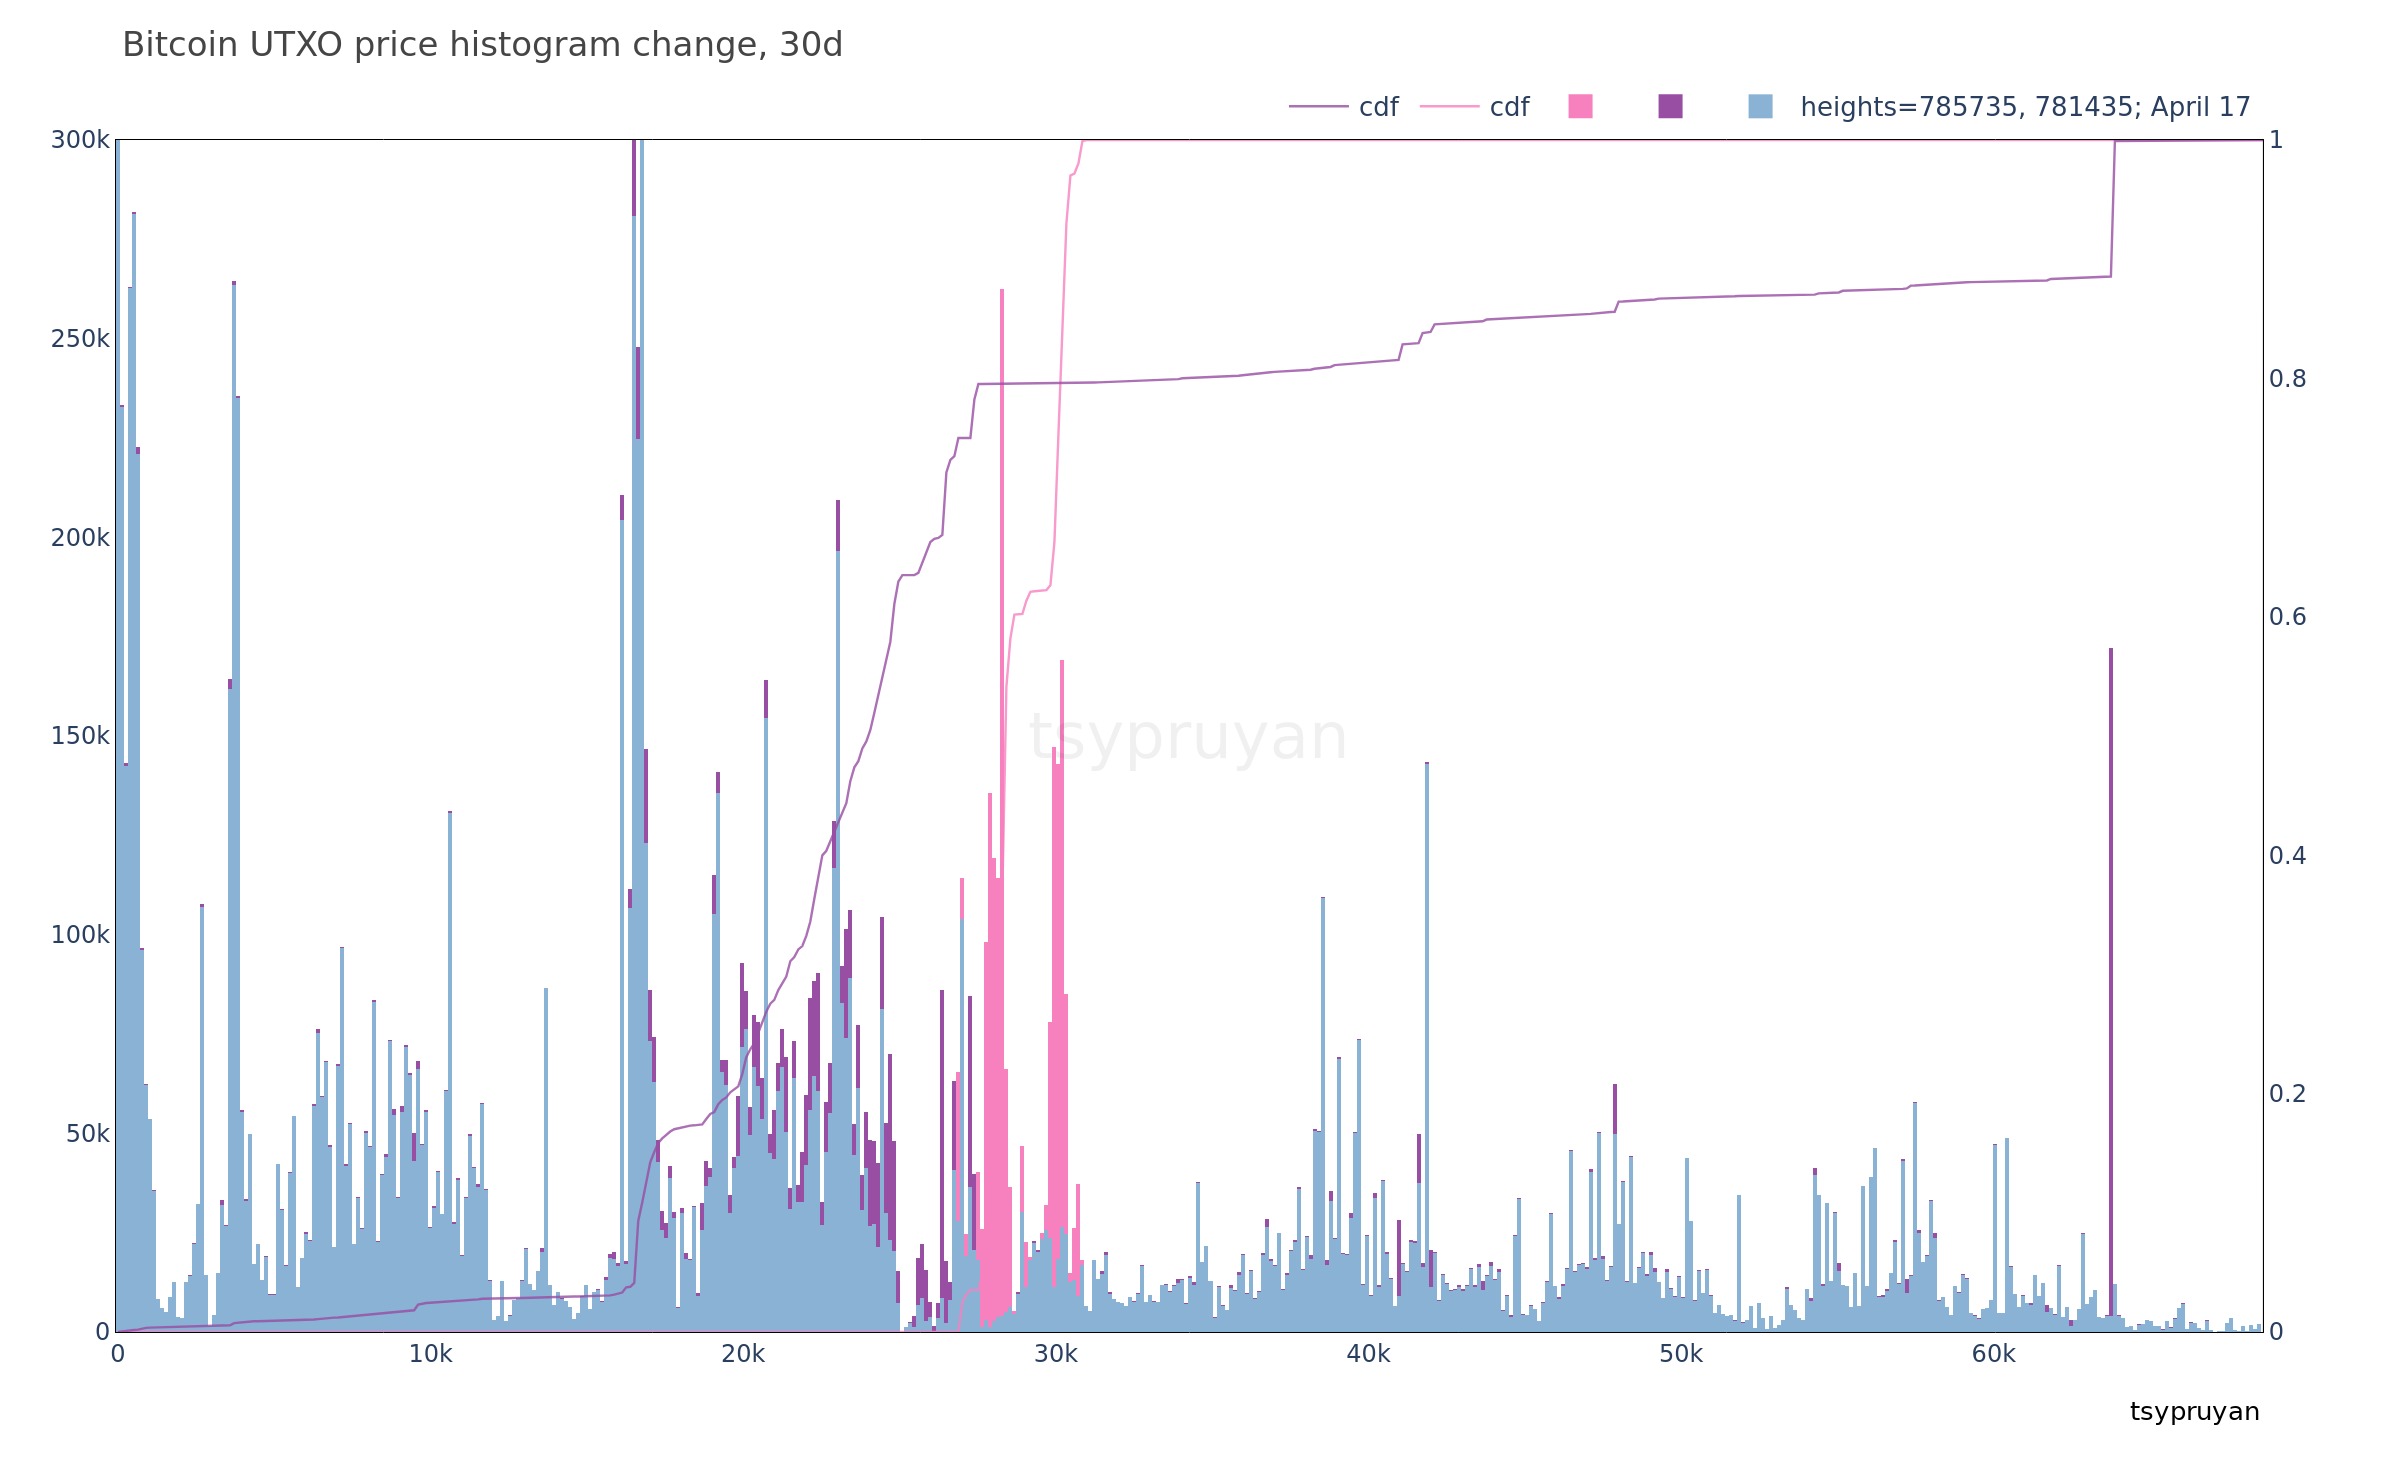 Bitcoin UTXO price histogram change, 30d
cdf cdf heights=785735, 781435; April 17
300k
250k
200k
150k
100k
50k
0
1
0.8
0.6
0.4
0.2
0
tsypruyan
0 10k 20k 30k 40k 50k 60k
tsypruyan